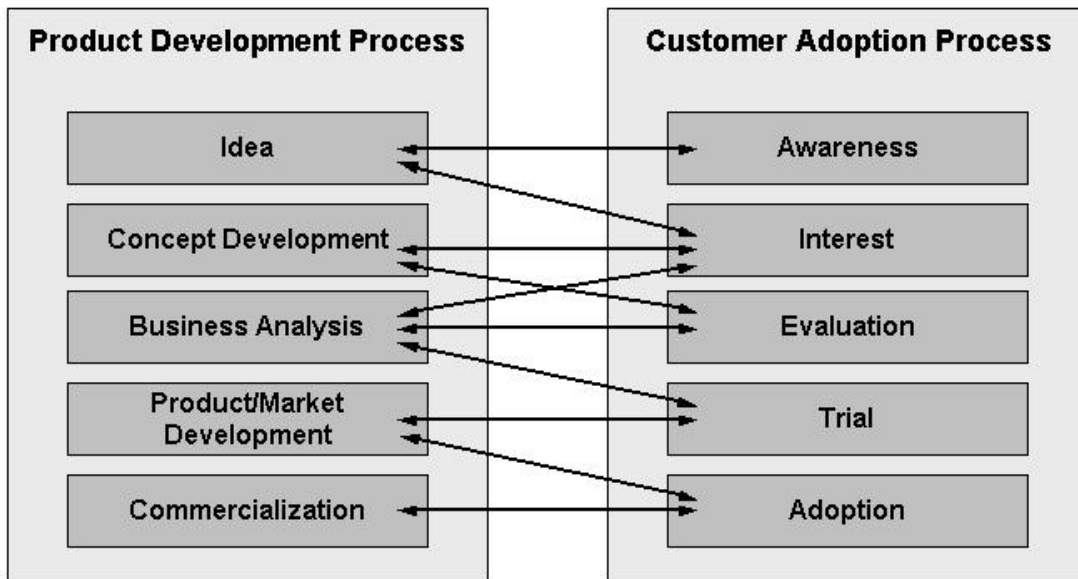 Product Development Process
Idea
Concept Development
Business Analysis
Product/Market
Development
Commercialization
Customer Adoption Process
Awareness
Interest
Evaluation
Trial
Adoption